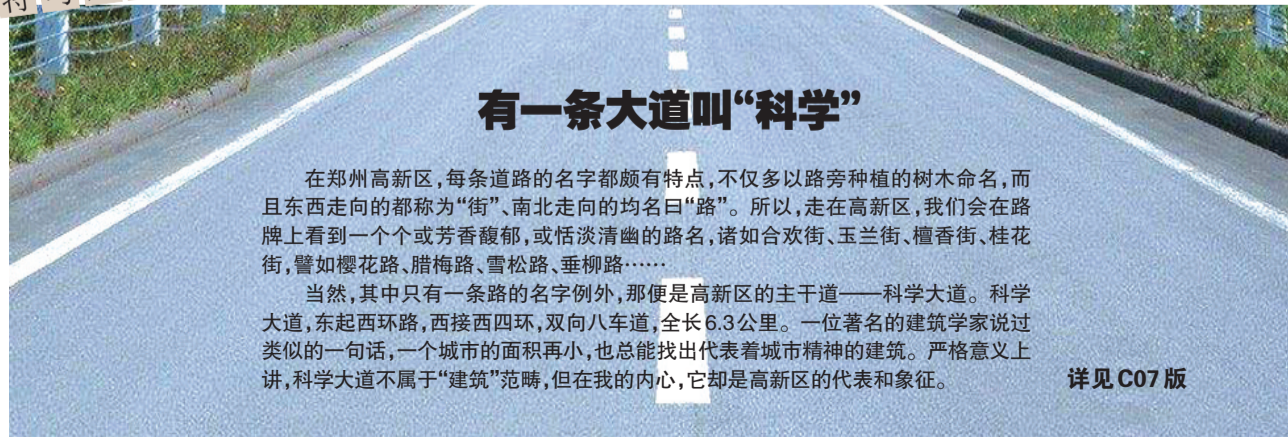 有一条大道叫“科学”
在郑州高新区,每条道路的名字都颇有特点,不仅多以路旁种植的树木命名,而
且东西走向的都称为“街”、南北走向的均名曰“路”。所以,走在高新区,我们会在路
牌上看到一个个或芳香馥郁,或恬淡清幽的路名,诸如合欢街、玉兰街、檀香街、桂花
街,譬如樱花路、腊梅路、雪松路、垂柳路……
当然,其中只有一条路的名字例外,那便是高新区的主干道——科学大道。科学
大道,东起西环路,西接西四环,双向八车道,全长6.3公里。一位著名的建筑学家说过
类似的一句话,一个城市的面积再小,也总能找出代表着城市精神的建筑。严格意义上
讲,科学大道不属于“建筑”范畴,但在我的内心,它却是高新区的代表和象征。
详见C07版